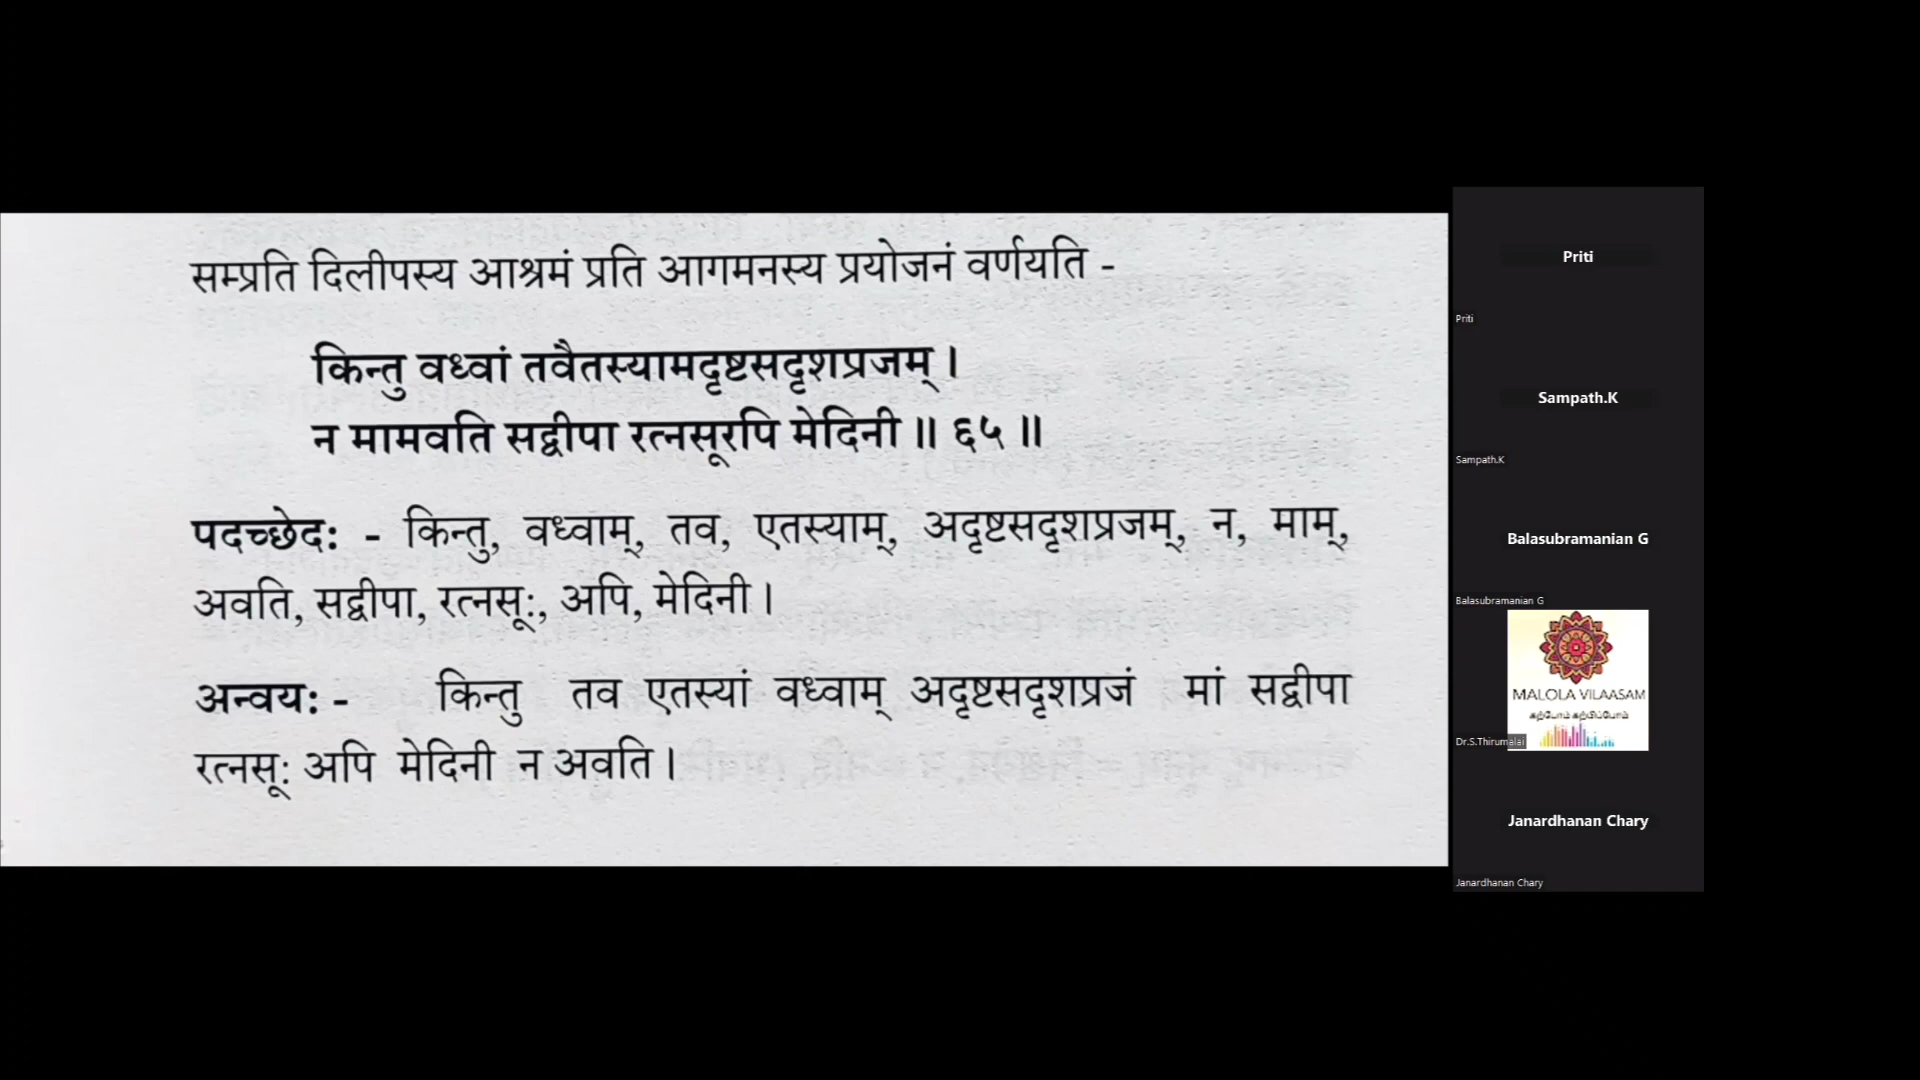 सम्प्रति दिलीपस्य आश्रमं प्रति आगमनस्य प्रयोजनं वर्णयति -
किन्तु वध्वां तवैतस्यामदृष्टसदृशप्रजम् ।
न मामवति सद्वीपा रत्नसूरपि मेदिनी ॥ ६५ ॥
पदच्छेदः - किन्तु, वध्वाम्, तव, एतस्याम्, अदृष्टसदृशप्रजम्, न, माम्,
अवति, सद्वीपा, रत्नसूः, अपि, मेदिनी ।
अन्वयः - किन्तु तव एतस्यां वध्वाम् अदृष्टसदृशप्रजं मां सद्वीपा
रत्नसूः अपि मेदिनी न अवति ।
Priti
Priti
Sampath.K
Sampath.K
Balasubramanian G
Balasubramanian G
MALOLA VILAASAM
கற்போம் கற்பிப்போம்
Dr.S.Thirumalai
Janardhanan Chary
Janardhanan Chary